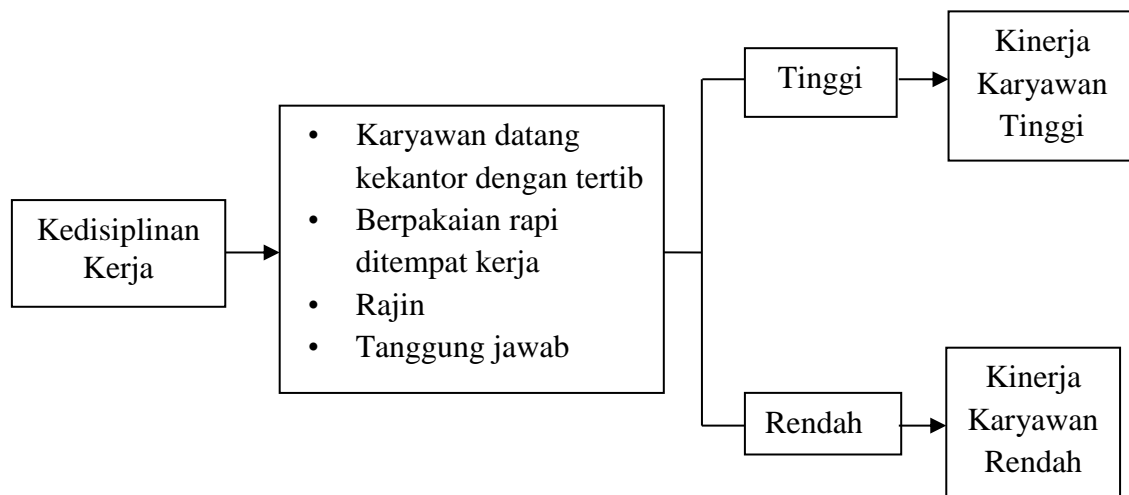 Kedisiplinan
Kerja
• Karyawan datang
kekantor dengan tertib
• Berpakaian rapi
ditempat kerja
• Rajin
• Tanggung jawab
Tinggi
Kinerja
Karyawan
Tinggi
Rendah
Kinerja
Karyawan
Rendah